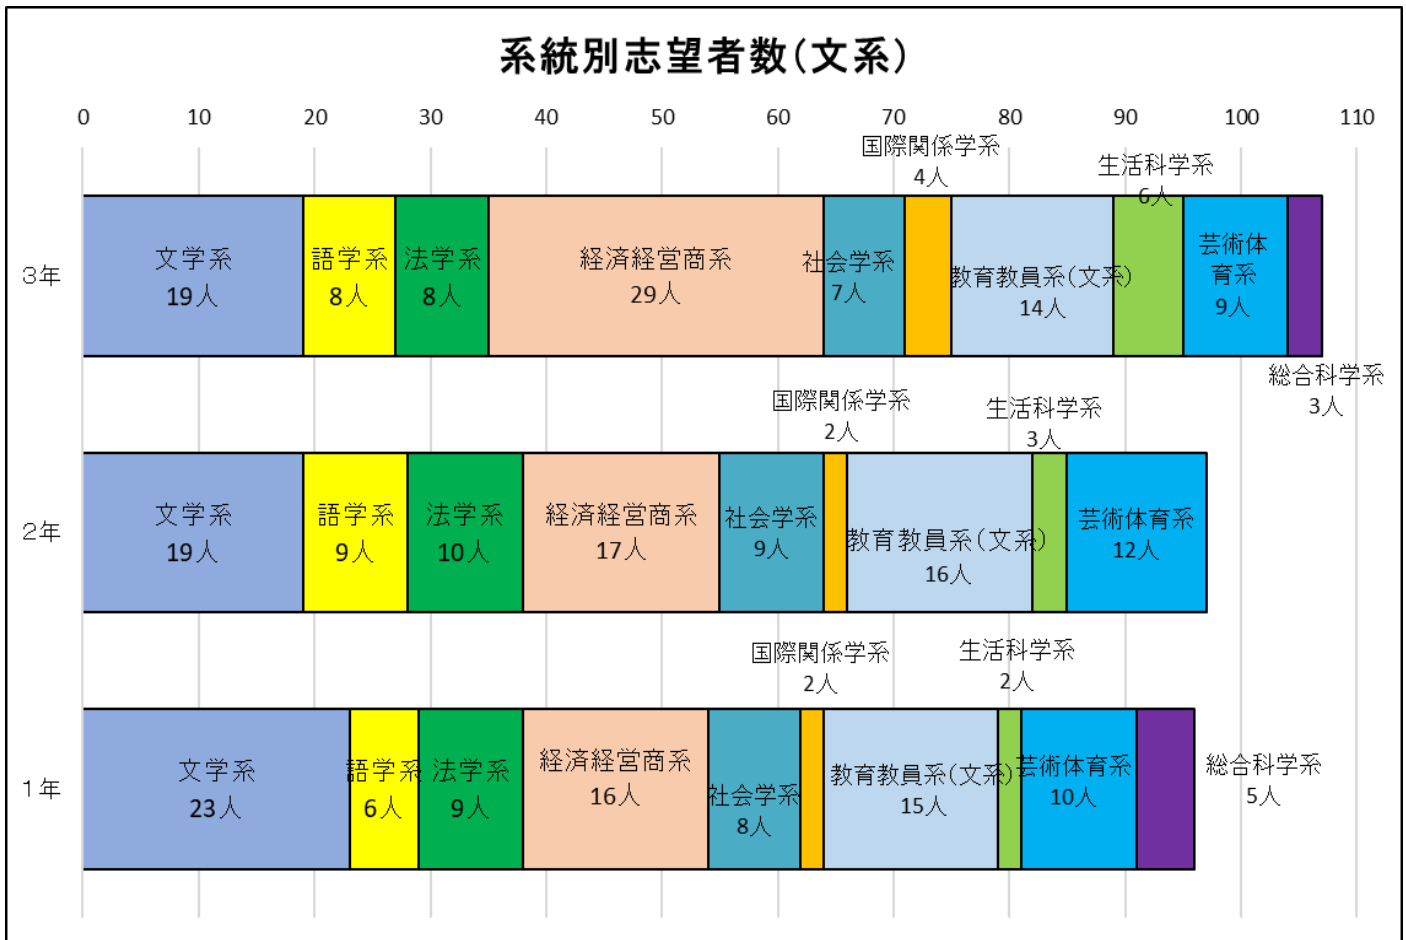 系統別志望者数(文系)
0 10 20 30 40 50 60 70 80 90 100 110
国際関係学系
4人
生活科学系
6人
3年
文学系
19人
語学系
8人
法学系
8人
経済経営商系
29人
社会学系
7人
教育教員系(文系)
14人
芸術体
育系
9人
総合科学系
3人
国際関係学系
2人
生活科学系
3人
2年
文学系
19人
語学系
9人
法学系
10人
経済経営商系
17人
社会学系
9人
教育教員系(文系)
16人
芸術体育系
12人
国際関係学系
2人
生活科学系
2人
1年
文学系
23人
語学系
6人
法学系
9人
経済経営商系
16人
社会学系
8人
教育教員系(文系)
15人
芸術体育系
10人
総合科学系
5人